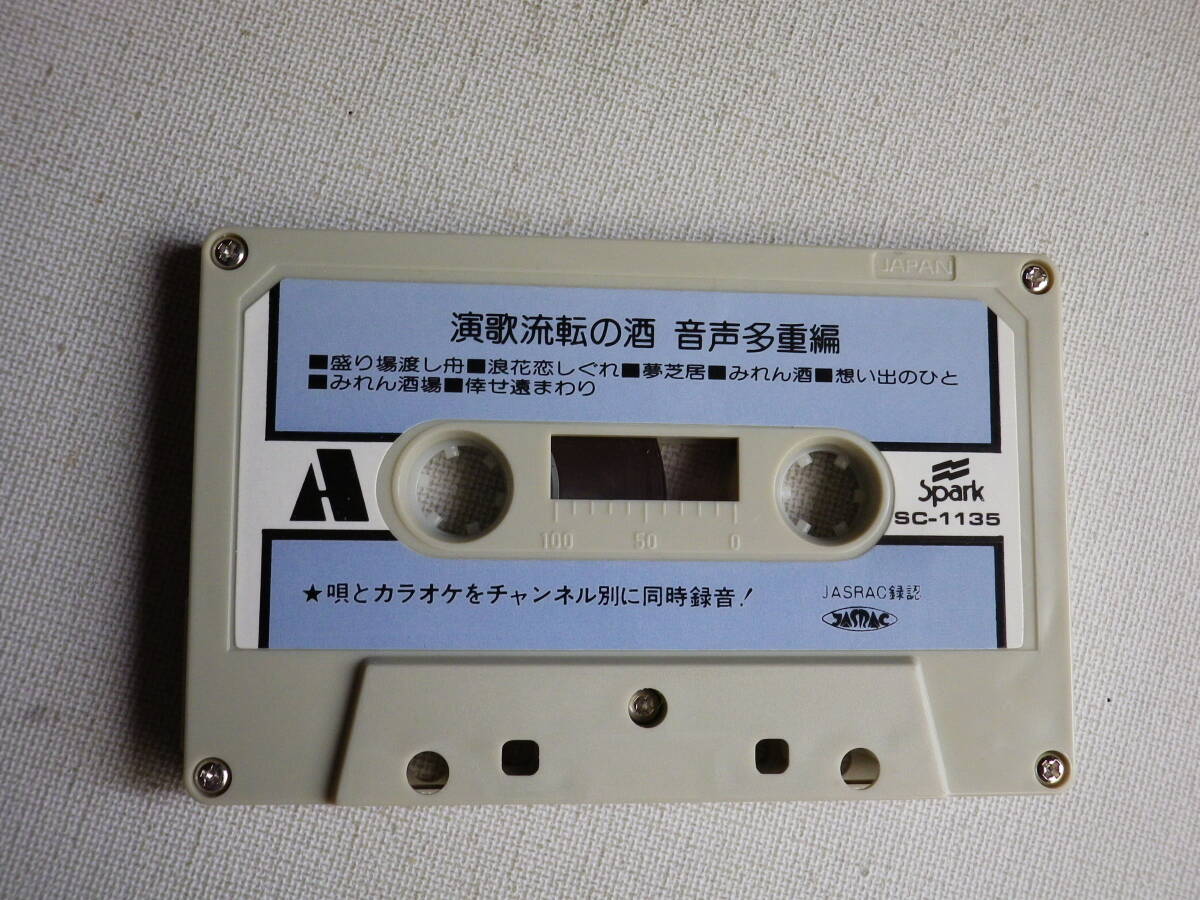 JAPAN
演歌流転の酒 音声多重編
■盛り場渡し舟■浪花恋しぐれ■夢芝居■みれん酒■想い出のひと
■みれん酒場■倖せ遠まわり
A
Spark
SC-1135
100 50 0
★唄とカラオケをチャンネル別に同時録音!
JASRAC録認
JASRAC